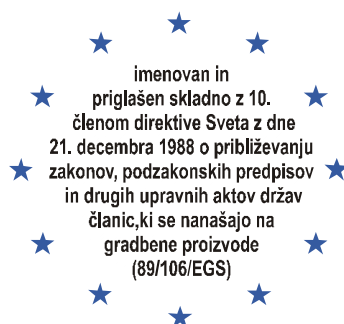 imenovan in
priglašen skladno z 10.
členom direktive Sveta z dne
21. decembra 1988 o približevanju
zakonov, podzakonskih predpisov
in drugih upravnih aktov držav
članic,ki se nanašajo na
gradbene proizvode
(89/106/EGS)